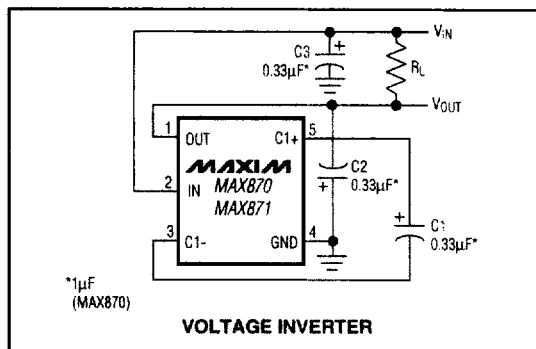 VIN
C3
+
0.33µF*
RL
VOUT
1
OUT
C1+
5
MAXIM
MAX870
MAX871
2
IN
C2
+
0.33µF*
3
C1-
GND
4
+
C1
0.33µF*
*1µF
(MAX870)
VOLTAGE INVERTER